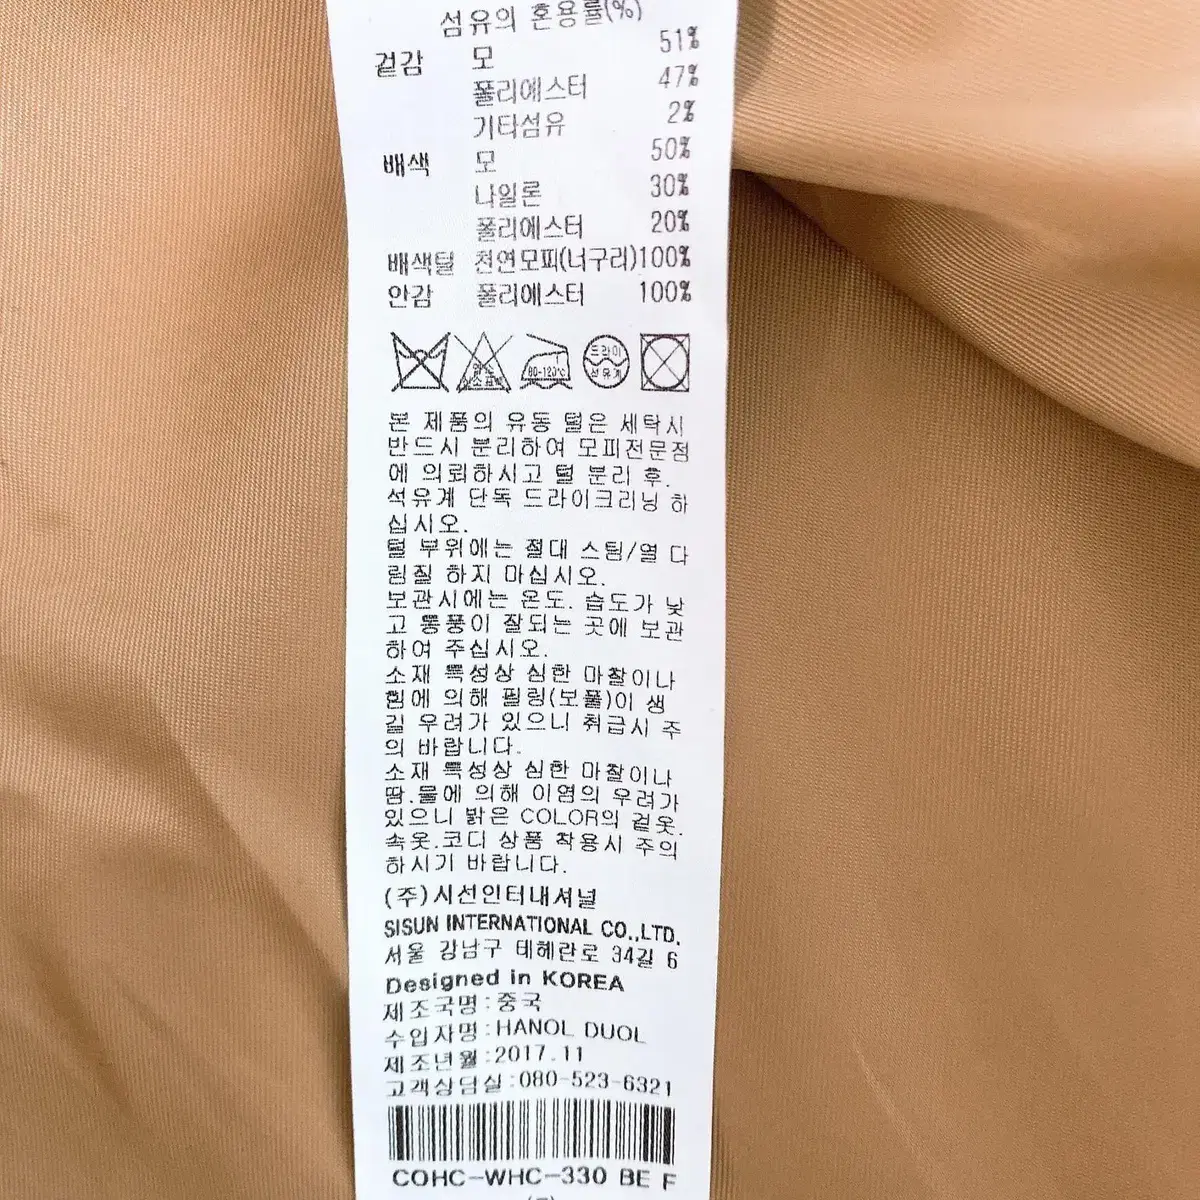 섬유의 혼용률(%)
겉감 모 51%
폴리에스터 47%
기타섬유 2%
배색 모 50%
나일론 30%
폴리에스터 20%
배색털 천연모피(너구리)100%
안감 폴리에스터 100%
80-120℃ 드라이
석유계
본 제품의 유동 털은 세탁시
반드시 분리하여 모피전문점
에 의뢰하시고 털 분리 후.
석유계 단독 드라이크리닝 하
십시오.
털 부위에는 절대 스팀/열 다
림질 하지 마십시오.
보관시에는 온도. 습도가 낮
고 통풍이 잘되는 곳에 보관
하여 주십시오.
소재 특성상 심한 마찰이나
힘에 의해 필링(보풀)이 생
길 우려가 있으니 취급시 주
의 바랍니다.
소재 특성상 심한 마찰이나
땀.물에 의해 이염의 우려가
있으니 밝은 COLOR의 겉옷.
속옷.코디 상품 착용시 주의
하시기 바랍니다.
(주)시선인터내셔널
SISUN INTERNATIONAL CO.,LTD.
서울 강남구 테헤란로 34길 6
Designed in KOREA
제조국명:중국
수입자명:HANOL DUOL
제조년월:2017.11
고객상담실:080-523-6321
COHC-WHC-330 BE F